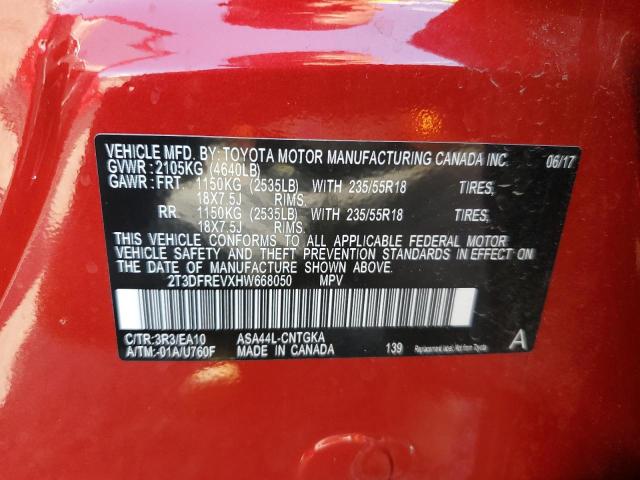 VEHICLE MFD. BY: TOYOTA MOTOR MANUFACTURING CANADA INC. 06/17
GVWR : 2105KG (4640LB)
GAWR : FRT. 1150KG (2535LB) WITH 235/55R18 TIRES,
18X7.5J RIMS,
RR. 1150KG (2535LB) WITH 235/55R18 TIRES,
18X7.5J RIMS,
THIS VEHICLE CONFORMS TO ALL APPLICABLE FEDERAL MOTOR
VEHICLE SAFETY AND THEFT PREVENTION STANDARDS IN EFFECT
ON THE DATE OF MANUFACTURE SHOWN ABOVE.
2T3DFREVXHW668050 MPV
C/TR:3R3/EA10 ASA44L-CNTGKA
A/TM:-01A/U760F MADE IN CANADA 139 A